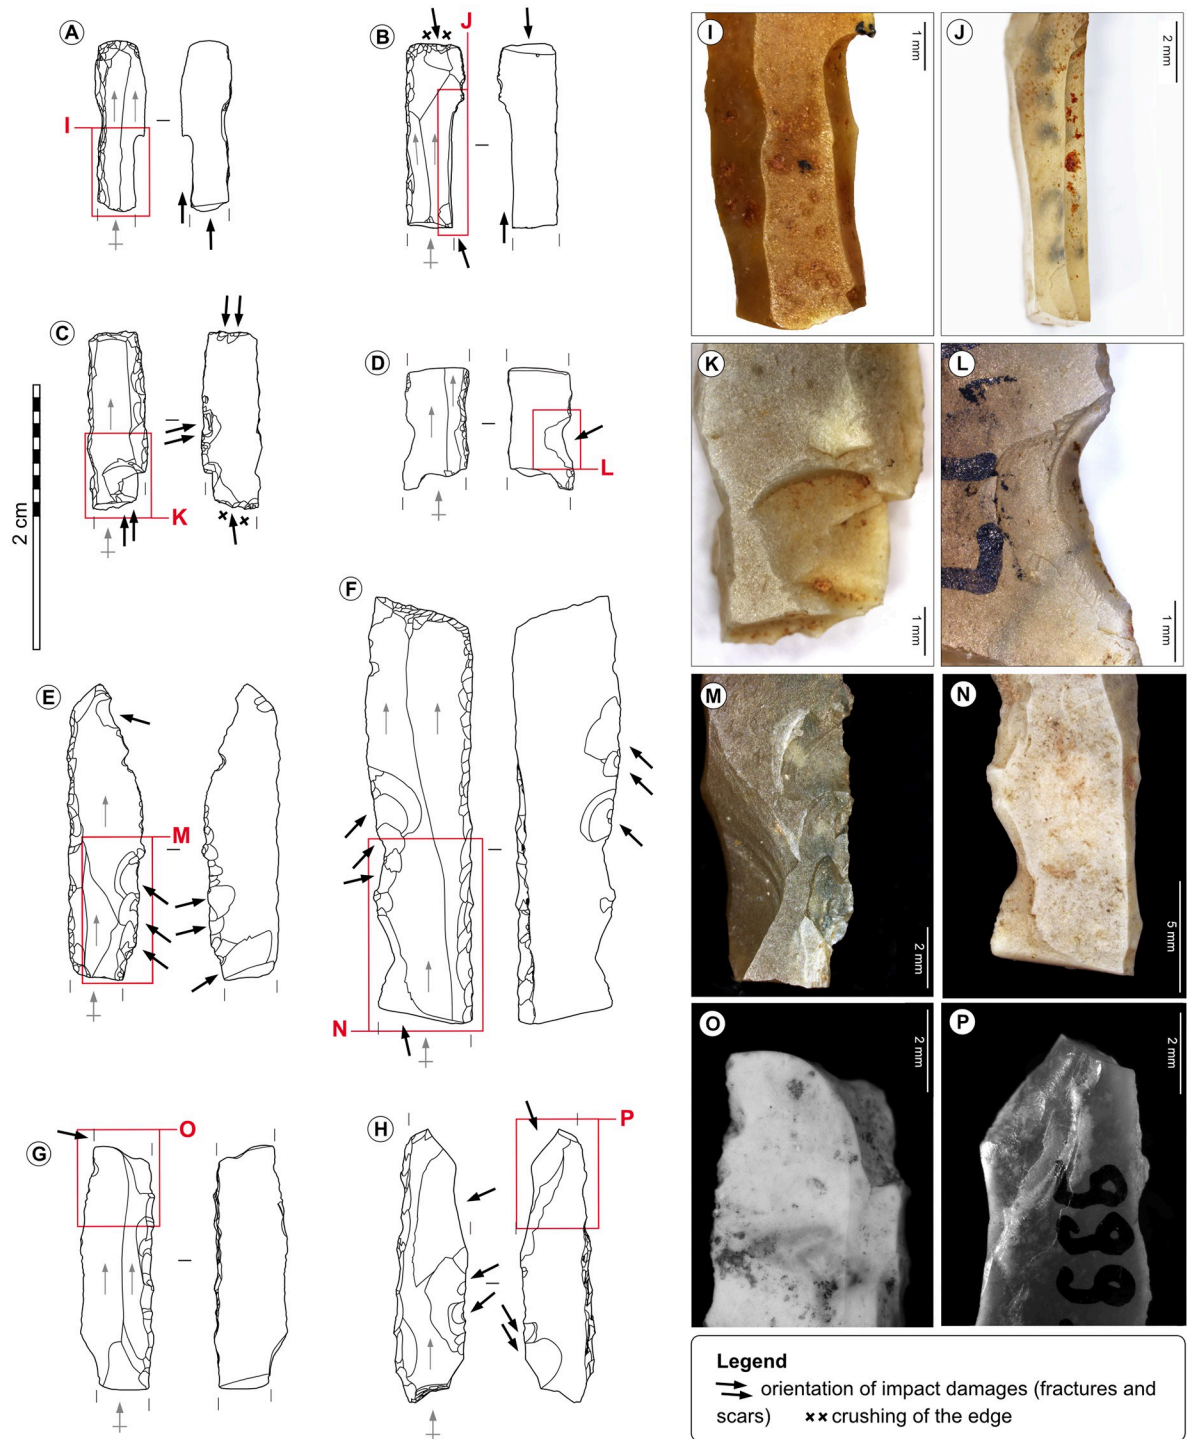 A
I
B
J
C
K
D
L
2 cm
E
M
F
N
G
O
H
P
I
1 mm
J
2 mm
K
1 mm
L
1 mm
M
2 mm
N
5 mm
O
2 mm
P
2 mm
Legend
orientation of impact damages (fractures and
scars) ×× crushing of the edge